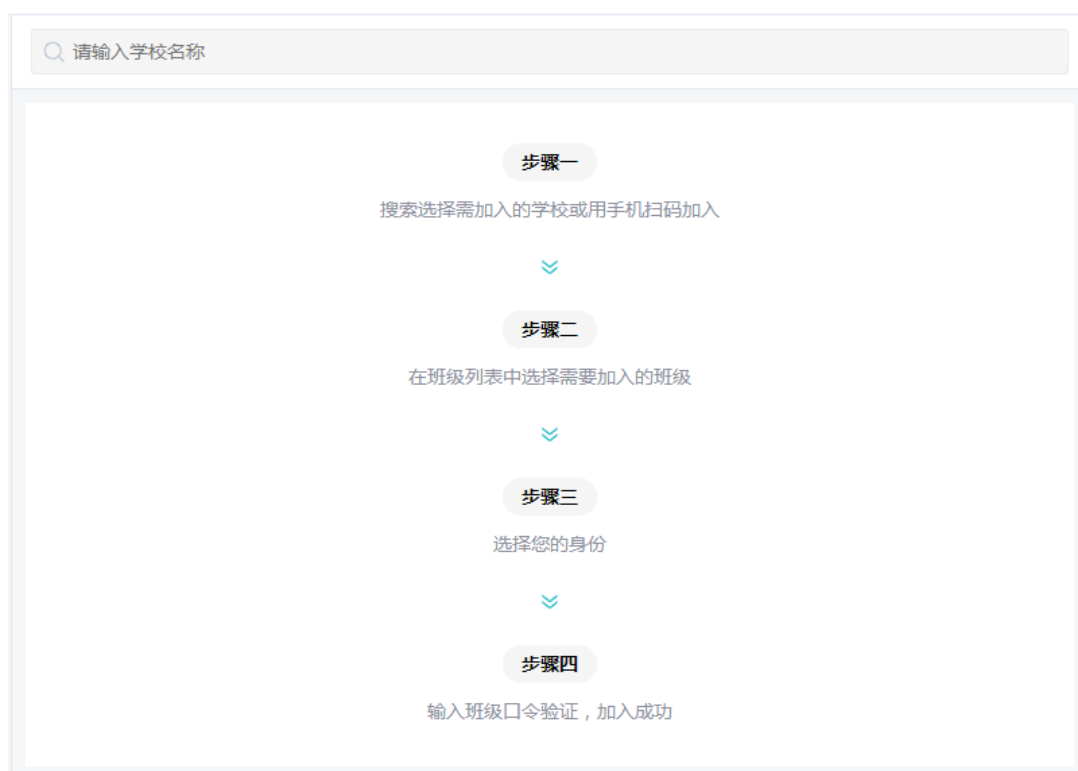 请输入学校名称
步骤一
搜索选择需加入的学校或用手机扫码加入
步骤二
在班级列表中选择需要加入的班级
步骤三
选择您的身份
步骤四
输入班级口令验证，加入成功